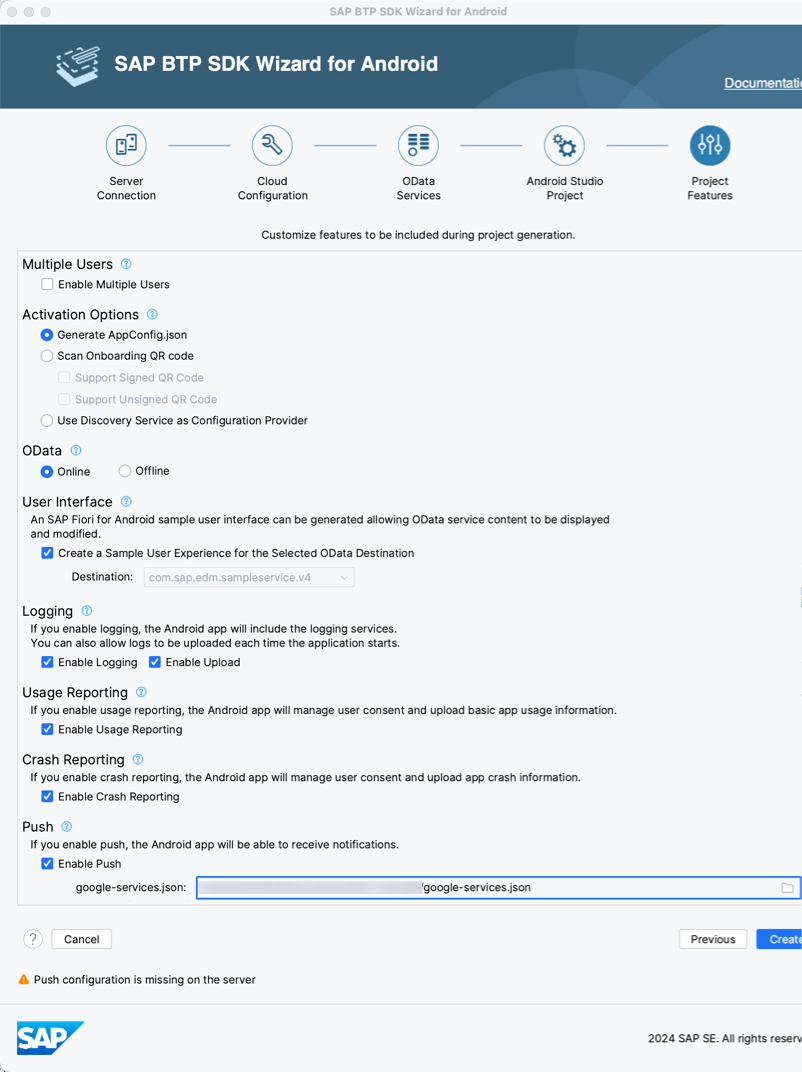 SAP BTP SDK Wizard for Android
SAP BTP SDK Wizard for Android
Documentatio
Server
Connection
Cloud
Configuration
OData
Services
Android Studio
Project
Project
Features
Customize features to be included during project generation.
Multiple Users ?
Enable Multiple Users
Activation Options ?
Generate AppConfig.json
Scan Onboarding QR code
Support Signed QR Code
Support Unsigned QR Code
Use Discovery Service as Configuration Provider
OData ?
Online Offline
User Interface ?
An SAP Fiori for Android sample user interface can be generated allowing OData service content to be displayed
and modified.
Create a Sample User Experience for the Selected OData Destination
Destination: com.sap.edm.sampleservice.v4
Logging ?
If you enable logging, the Android app will include the logging services.
You can also allow logs to be uploaded each time the application starts.
Enable Logging Enable Upload
Usage Reporting ?
If you enable usage reporting, the Android app will manage user consent and upload basic app usage information.
Enable Usage Reporting
Crash Reporting ?
If you enable crash reporting, the Android app will manage user consent and upload app crash information.
Enable Crash Reporting
Push ?
If you enable push, the Android app will be able to receive notifications.
Enable Push
google-services.json: /google-services.json
? Cancel Previous Create
Push configuration is missing on the server
SAP
2024 SAP SE. All rights reserv